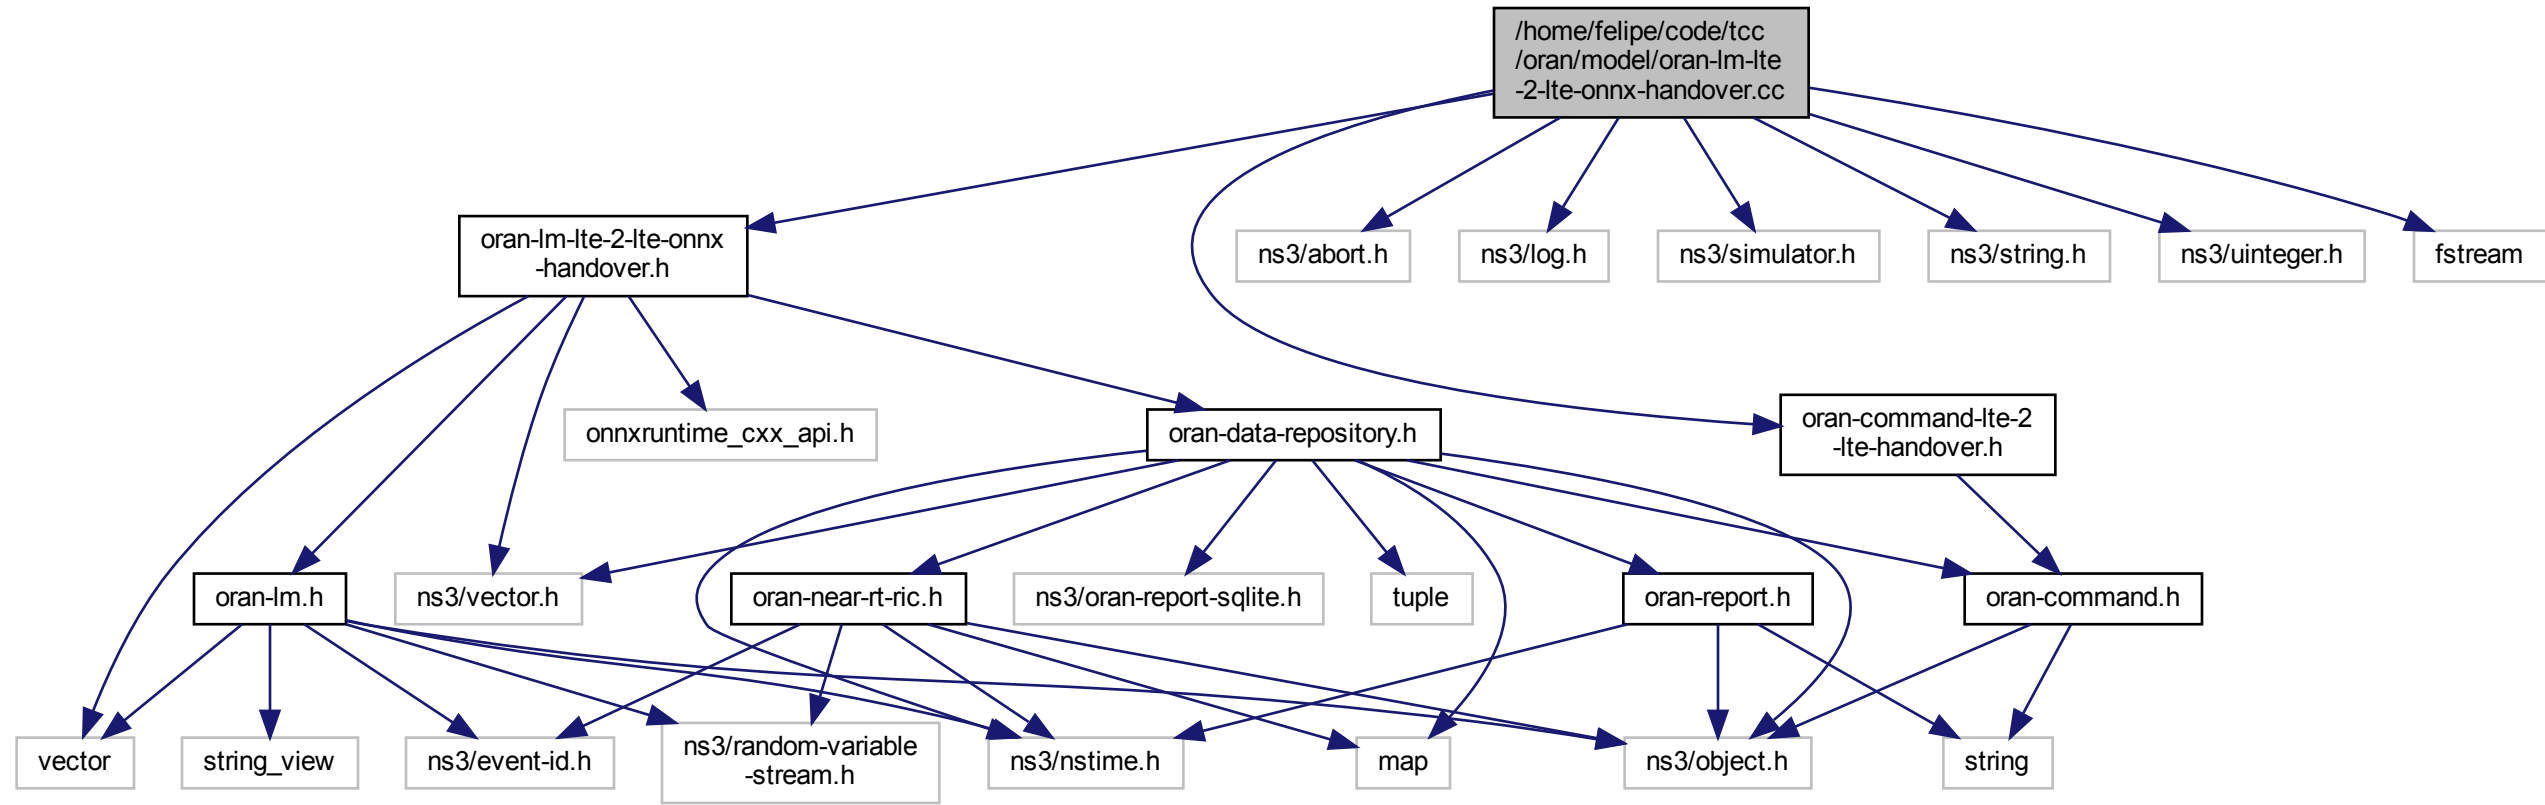 /home/felipe/code/tcc
/oran/model/oran-lm-lte
-2-lte-onnx-handover.cc
oran-lm-lte-2-lte-onnx
-handover.h
ns3/abort.h
ns3/log.h
ns3/simulator.h
ns3/string.h
ns3/uinteger.h
fstream
onnxruntime_cxx_api.h
oran-data-repository.h
oran-command-lte-2
-lte-handover.h
oran-lm.h
ns3/vector.h
oran-near-rt-ric.h
ns3/oran-report-sqlite.h
tuple
oran-report.h
oran-command.h
vector
string_view
ns3/event-id.h
ns3/random-variable
-stream.h
ns3/nstime.h
map
ns3/object.h
string